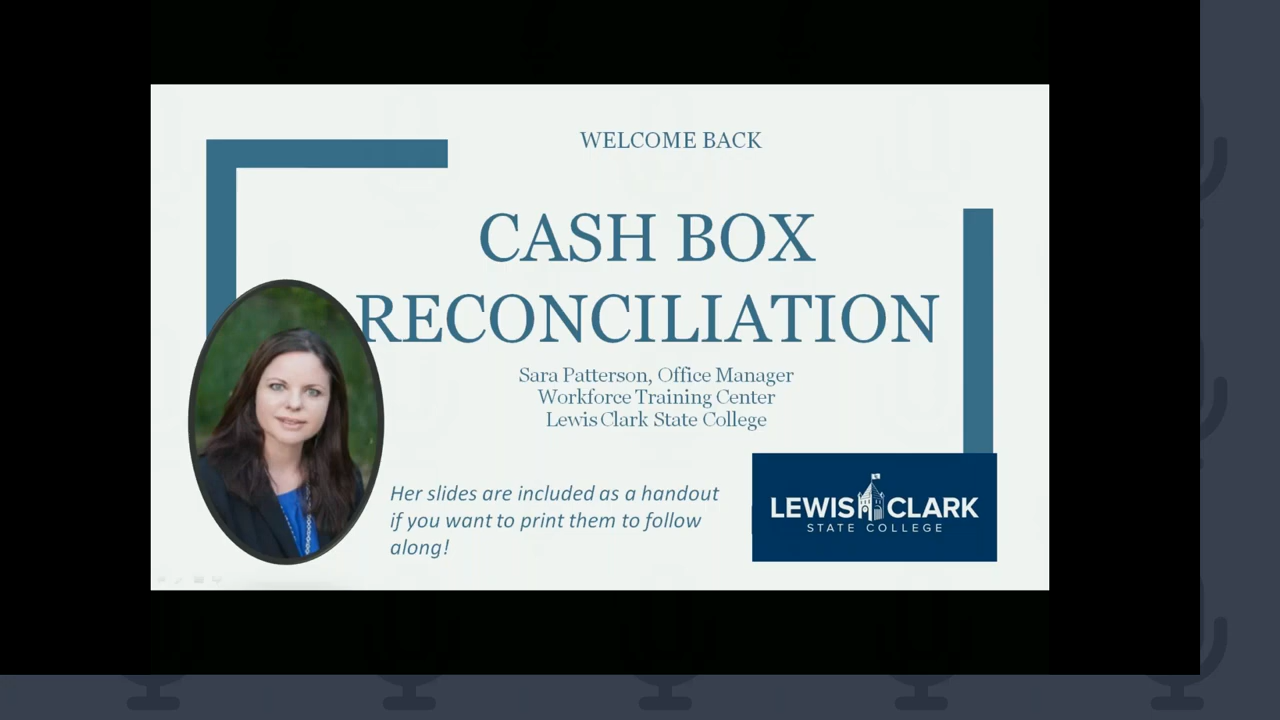 WELCOME BACK
CASH BOX
RECONCILIATION
Sara Patterson, Office Manager
Workforce Training Center
Lewis Clark State College
Her slides are included as a handout
if you want to print them to follow
along!
LEWIS CLARK
STATE COLLEGE